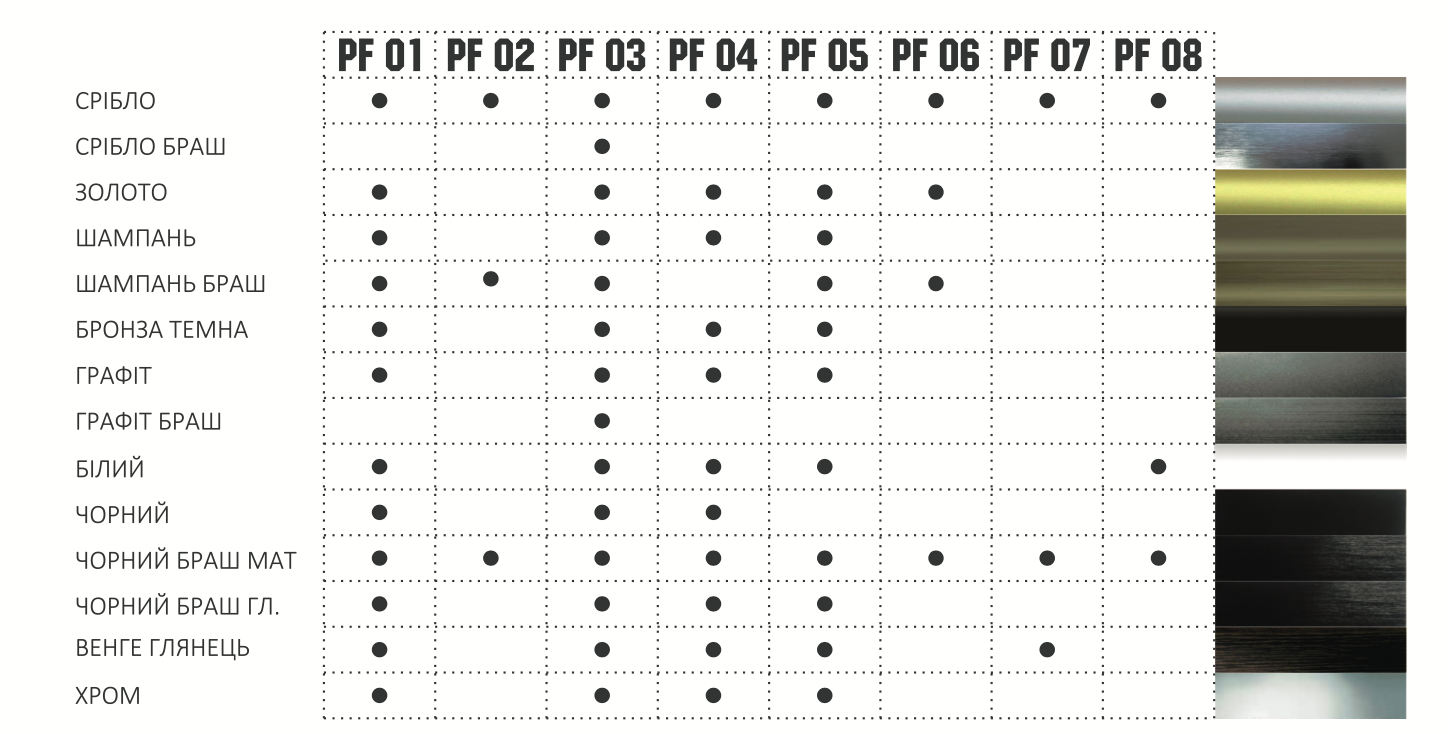 PF 01 PF 02 PF 03 PF 04 PF 05 PF 06 PF 07 PF 08
СРІБЛО ● ● ● ● ● ● ● ●
СРІБЛО БРАШ ●
ЗОЛОТО ● ● ● ● ●
ШАМПАНЬ ● ● ● ●
ШАМПАНЬ БРАШ ● ● ● ● ●
БРОНЗА ТЕМНА ● ● ● ●
ГРАФІТ ● ● ● ●
ГРАФІТ БРАШ ●
БІЛИЙ ● ● ● ● ●
ЧОРНИЙ ● ● ●
ЧОРНИЙ БРАШ МАТ ● ● ● ● ● ● ● ●
ЧОРНИЙ БРАШ ГЛ. ● ● ● ●
ВЕНГЕ ГЛЯНЕЦЬ ● ● ● ● ●
ХРОМ ● ● ● ●